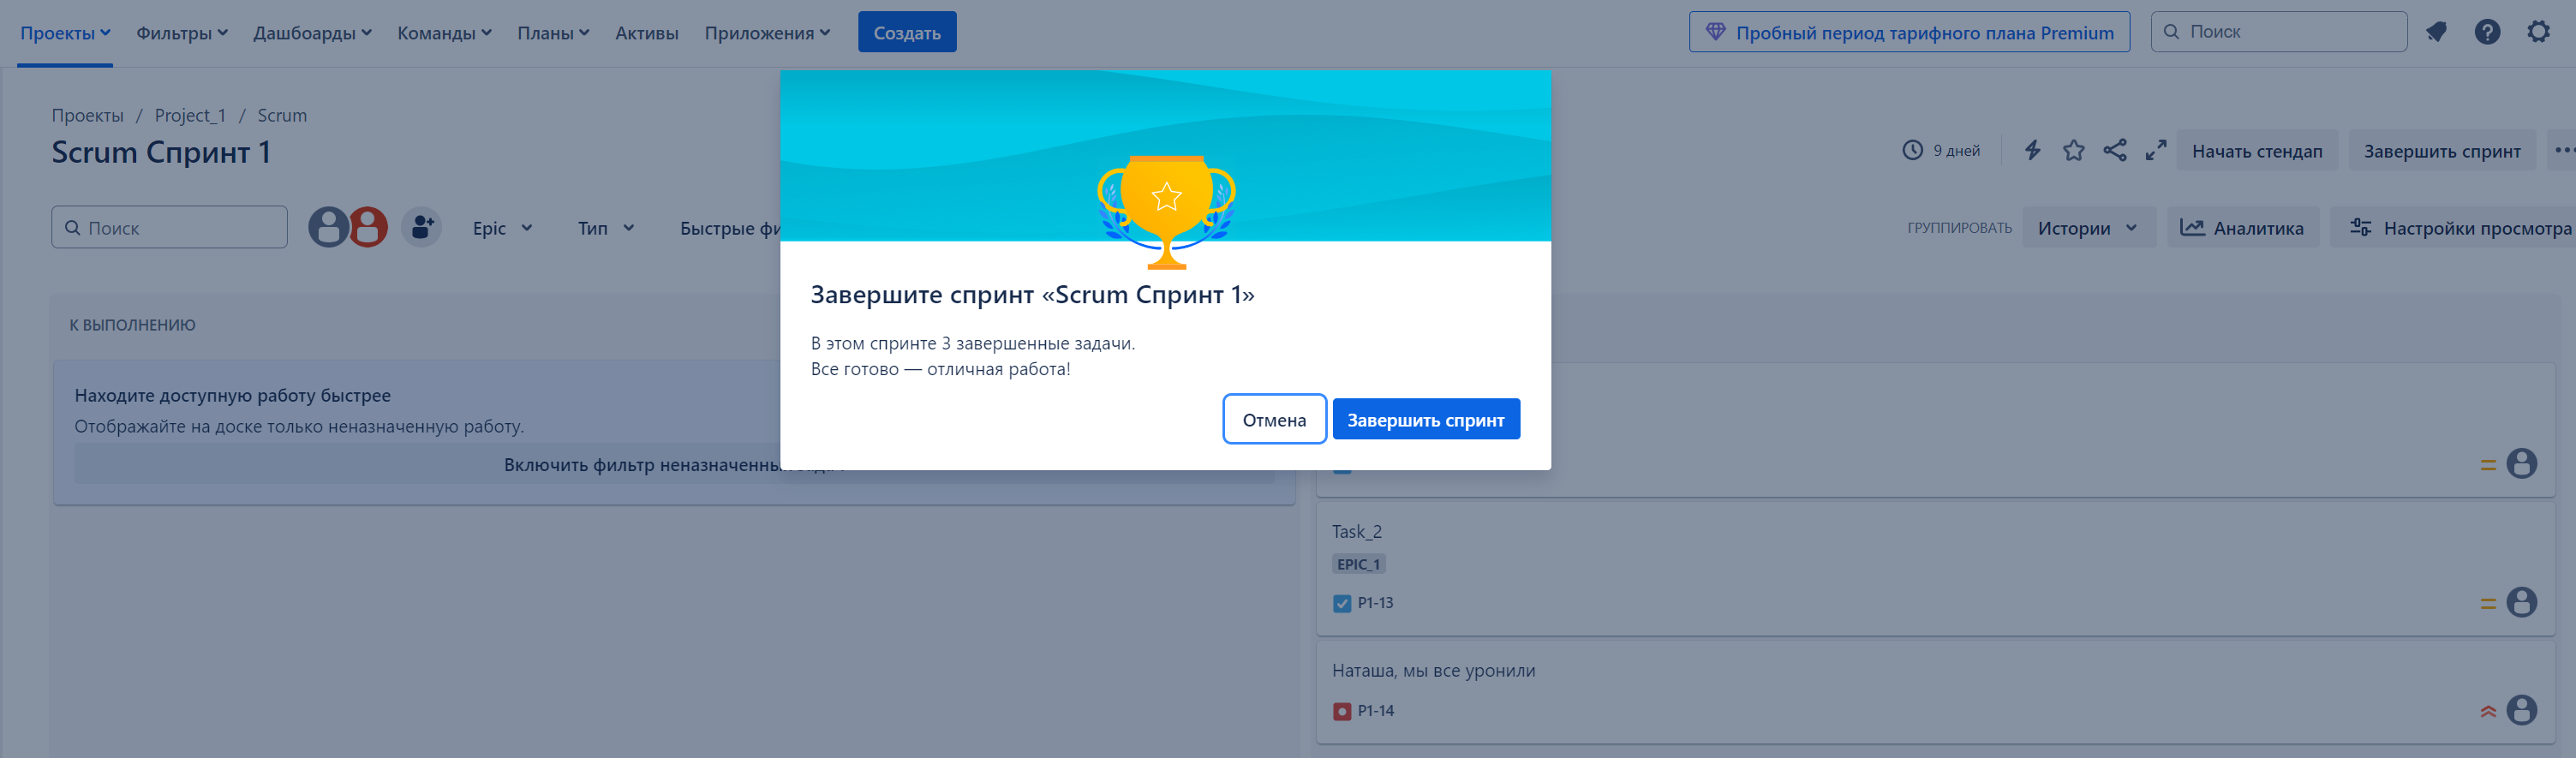 Проекты Фильтры Дашборды Команды Планы Активы Приложения Создать Пробный период тарифного плана Premium Поиск
Проекты / Project_1 / Scrum
Scrum Спринт 1
9 дней Начать стендап Завершить спринт
Поиск Epic Тип Быстрые фи
ГРУППИРОВАТЬ Истории Аналитика Настройки просмотра
К ВЫПОЛНЕНИЮ
Находите доступную работу быстрее
Отображайте на доске только неназначенную работу.
Включить фильтр неназначенны
Завершите спринт «Scrum Спринт 1»
В этом спринте 3 завершенные задачи.
Все готово — отличная работа!
Отмена Завершить спринт
Task_2
EPIC_1
P1-13
Наташа, мы все уронили
P1-14